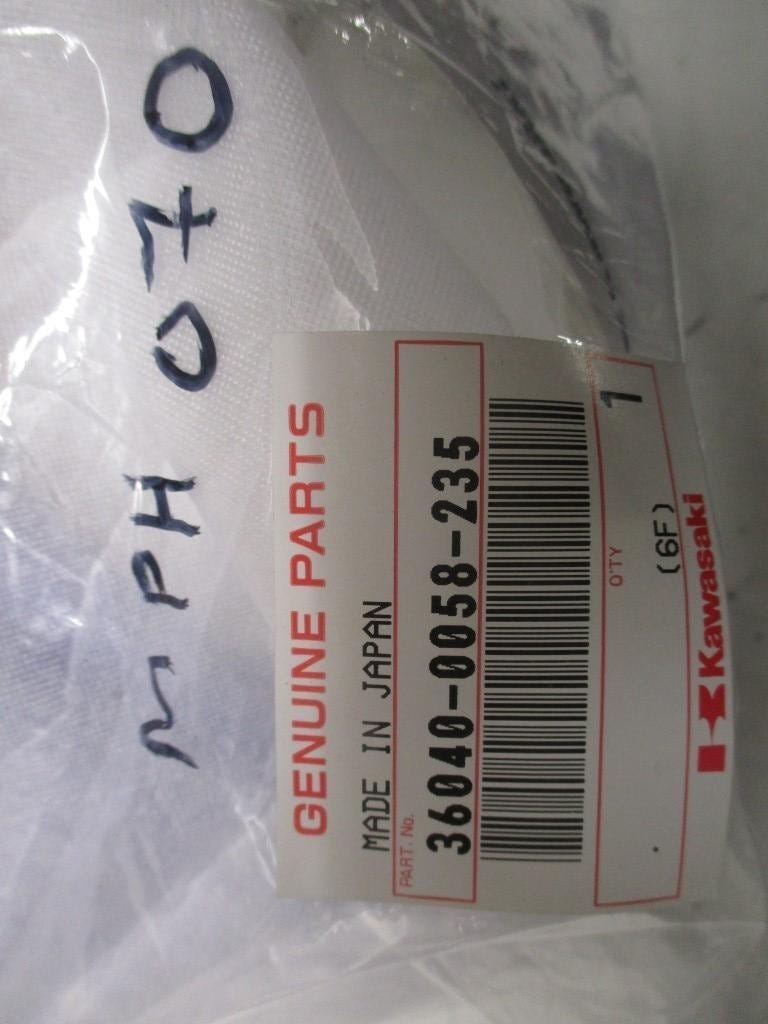 MPH 070
GENUINE PARTS
MADE IN JAPAN
PART. No.
36040-0058-235
Q'TY
1
(6F)
Kawasaki